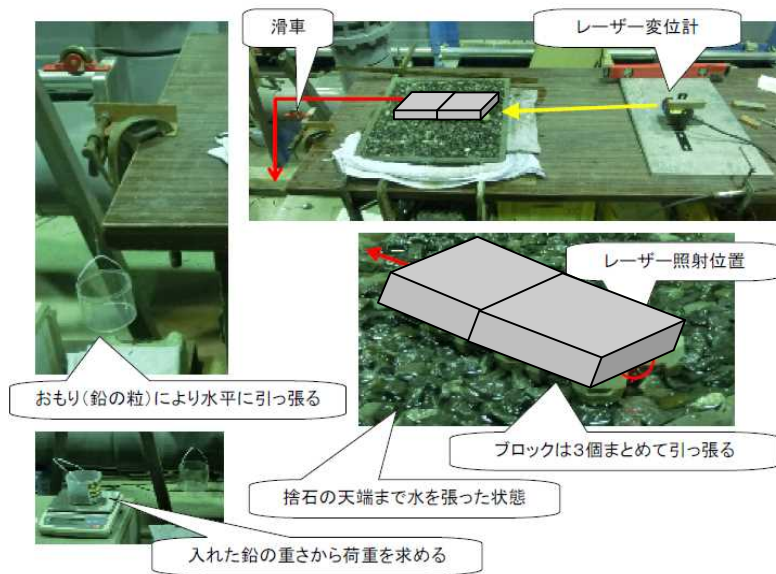 滑車
レーザー変位計
レーザー照射位置
おもり(鉛の粒)により水平に引っ張る
ブロックは3個まとめて引っ張る
捨石の天端まで水を張った状態
入れた鉛の重さから荷重を求める